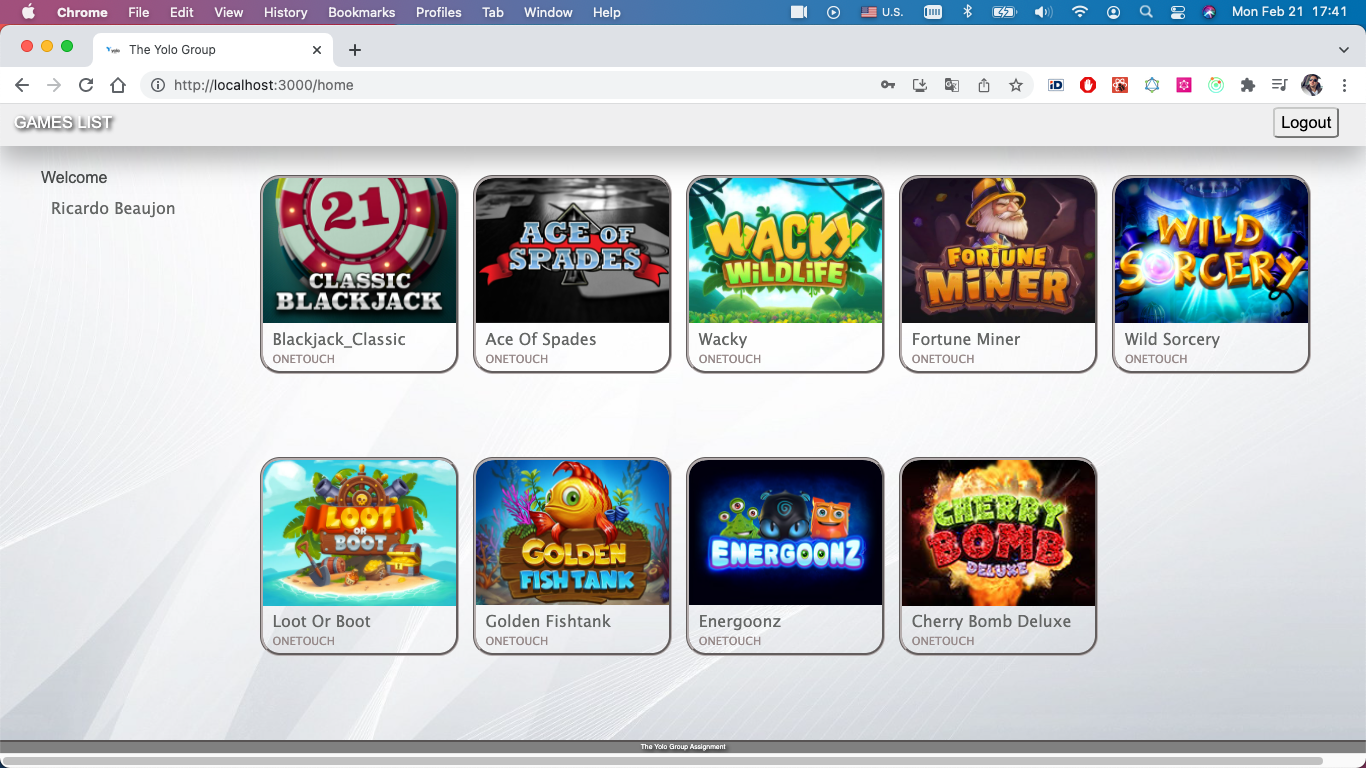 Chrome File Edit View History Bookmarks Profiles Tab Window Help U.S. Mon Feb 21 17:41
The Yolo Group
http://localhost:3000/home
GAMES LIST Logout
Welcome
Ricardo Beaujon
21
CLASSIC
BLACKJACK
Blackjack_Classic
ONETOUCH
ACE OF
SPADES
Ace Of Spades
ONETOUCH
WACKY
WILDLIFE
Wacky
ONETOUCH
FORTUNE
MINER
Fortune Miner
ONETOUCH
WILD
SORCERY
Wild Sorcery
ONETOUCH
LOOT
OR
BOOT
Loot Or Boot
ONETOUCH
GOLDEN
FISH TANK
Golden Fishtank
ONETOUCH
ENERGOONZ
Energoonz
ONETOUCH
CHERRY
BOMB
DELUXE
Cherry Bomb Deluxe
ONETOUCH
The Yolo Group Assignment